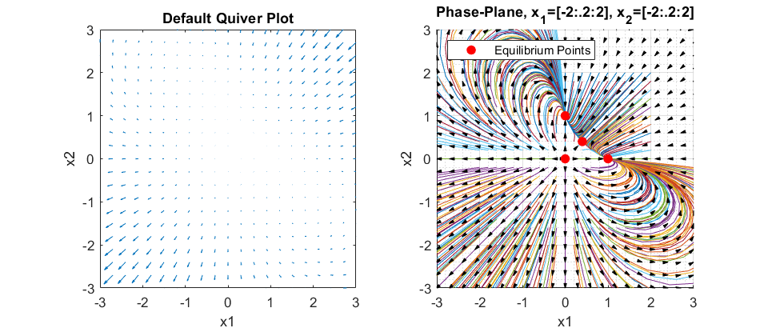 Default Quiver Plot
3
2
1
0
-1
-2
-3
x2
-3 -2 -1 0 1 2 3
x1
Phase-Plane, x1=[-2:.2:2], x2=[-2:.2:2]
Equilibrium Points
3
2
1
0
-1
-2
-3
x2
-3 -2 -1 0 1 2 3
x1